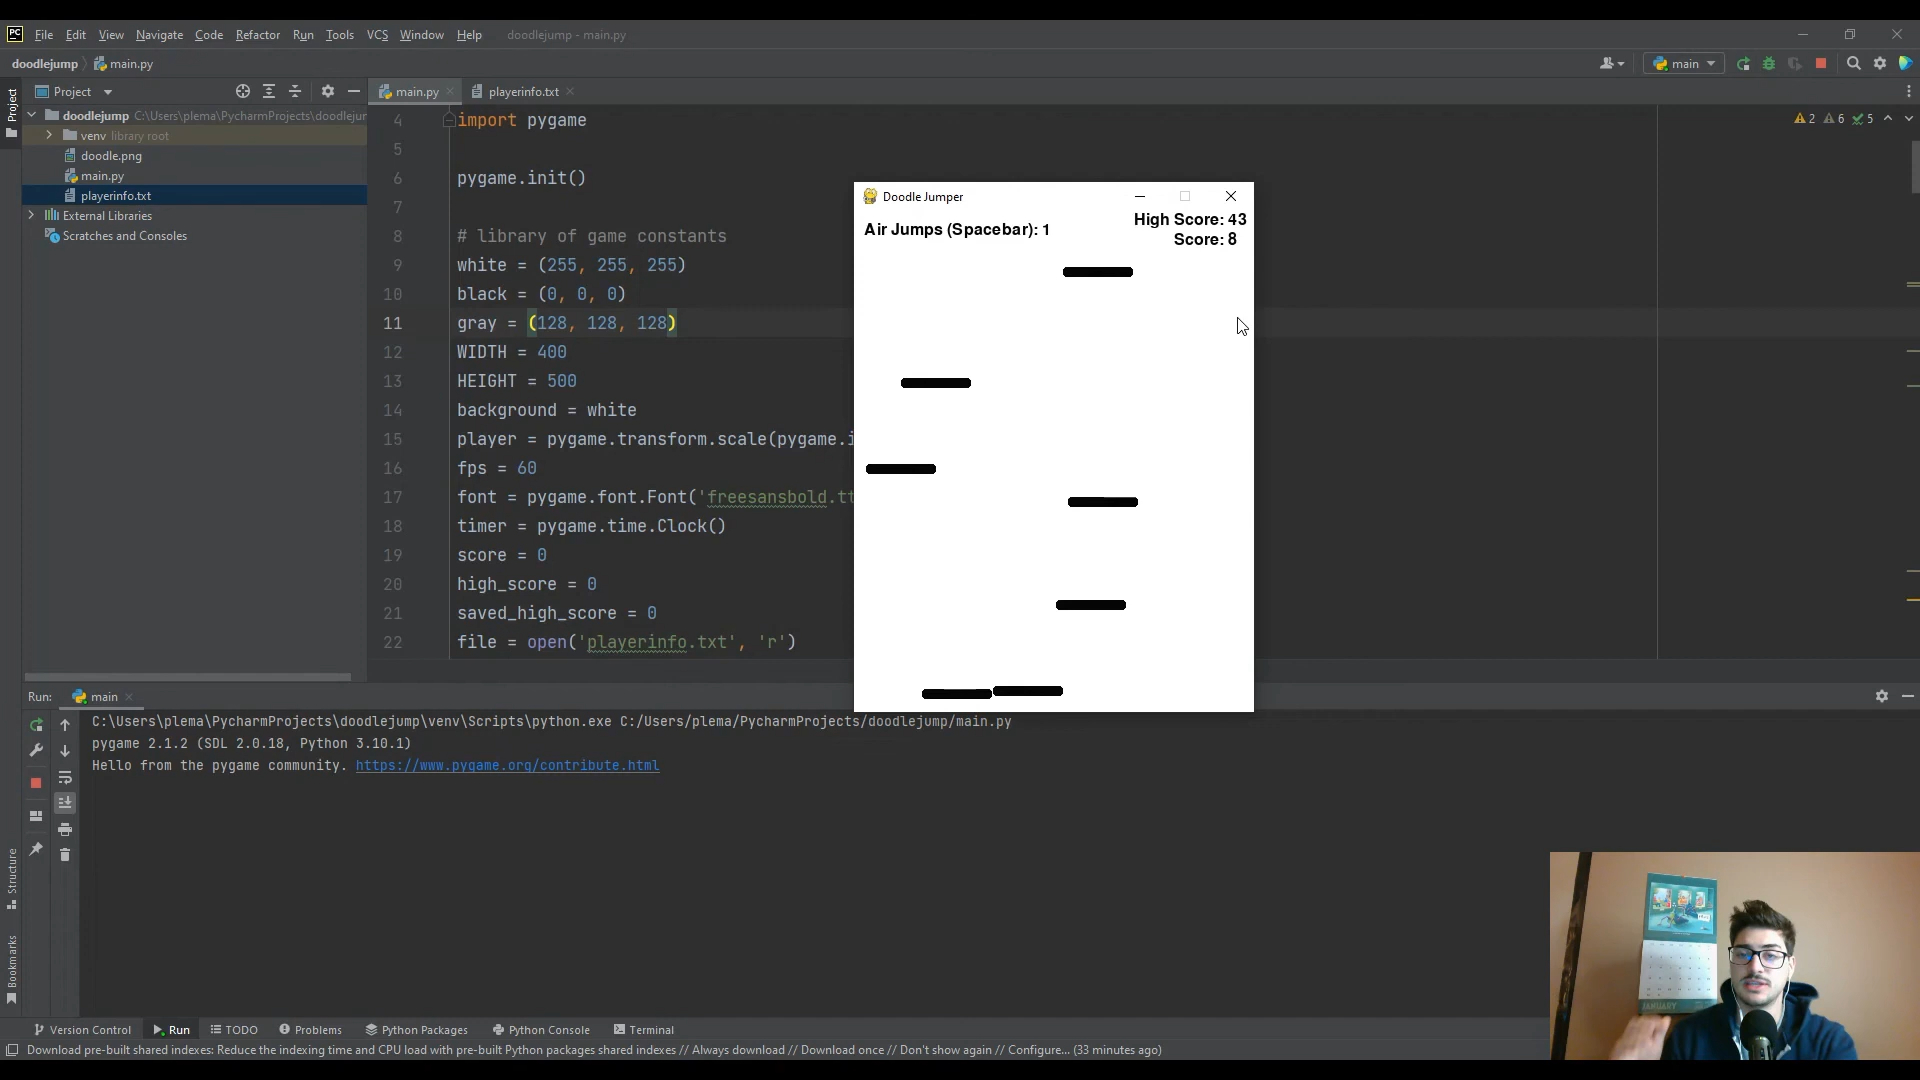 PC File Edit View Navigate Code Refactor Run Tools VCS Window Help doodlejump - main.py
doodlejump main.py main
Project
Project
main.py playerinfo.txt
doodlejump C:\Users\plema\PycharmProjects\doodlejum
venv library root
doodle.png
main.py
playerinfo.txt
External Libraries
Scratches and Consoles
2 6 5
4 import pygame
5
6 pygame.init()
7
8 # library of game constants
9 white = (255, 255, 255)
10 black = (0, 0, 0)
11 gray = (128, 128, 128)
12 WIDTH = 400
13 HEIGHT = 500
14 background = white
15 player = pygame.transform.scale(pygame.i
16 fps = 60
17 font = pygame.font.Font('freesansbold.tt
18 timer = pygame.time.Clock()
19 score = 0
20 high_score = 0
21 saved_high_score = 0
22 file = open('playerinfo.txt', 'r')
Doodle Jumper
High Score: 43
Air Jumps (Spacebar): 1
Score: 8
Run: main
C:\Users\plema\PycharmProjects\doodlejump\venv\Scripts\python.exe C:/Users/plema/PycharmProjects/doodlejump/main.py
pygame 2.1.2 (SDL 2.0.18, Python 3.10.1)
Hello from the pygame community. https://www.pygame.org/contribute.html
Structure
Bookmarks
JANUARY
Version Control Run TODO Problems Python Packages Python Console Terminal
Download pre-built shared indexes: Reduce the indexing time and CPU load with pre-built Python packages shared indexes // Always download // Download once // Don't show again // Configure... (33 minutes ago)